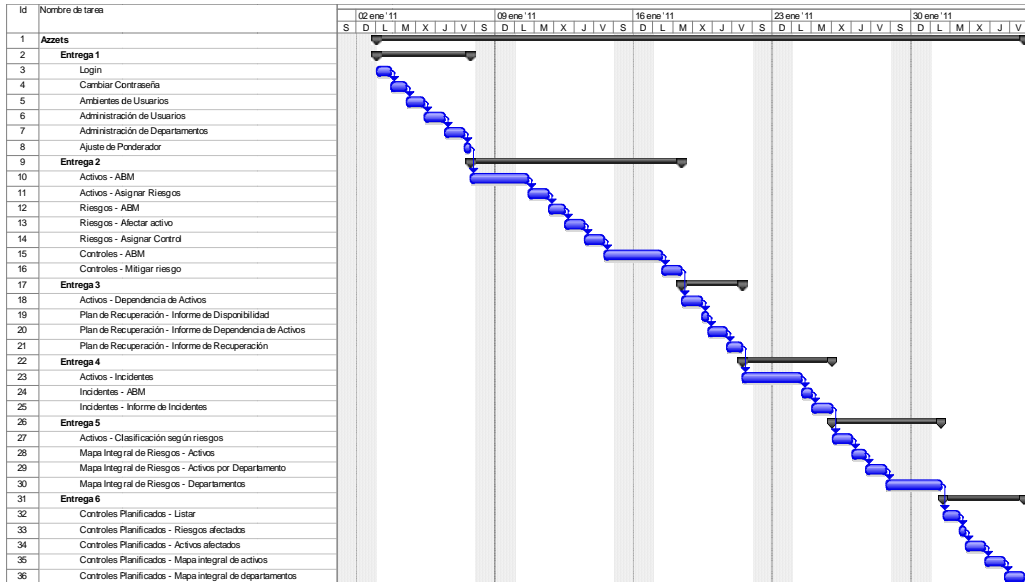 Id Nombre de tarea 02 ene '11 09 ene '11 16 ene '11 23 ene '11 30 ene '11
S D L M X J V S D L M X J V S D L M X J V S D L M X J V S D L M X J V
1 Azzets
2 Entrega 1
3 Login
4 Cambiar Contraseña
5 Ambientes de Usuarios
6 Administración de Usuarios
7 Administración de Departamentos
8 Ajuste de Ponderador
9 Entrega 2
10 Activos - ABM
11 Activos - Asignar Riesgos
12 Riesgos - ABM
13 Riesgos - Afectar activo
14 Riesgos - Asignar Control
15 Controles - ABM
16 Controles - Mitigar riesgo
17 Entrega 3
18 Activos - Dependencia de Activos
19 Plan de Recuperación - Informe de Disponibilidad
20 Plan de Recuperación - Informe de Dependencia de Activos
21 Plan de Recuperación - Informe de Recuperación
22 Entrega 4
23 Activos - Incidentes
24 Incidentes - ABM
25 Incidentes - Informe de Incidentes
26 Entrega 5
27 Activos - Clasificación según riesgos
28 Mapa Integral de Riesgos - Activos
29 Mapa Integral de Riesgos - Activos por Departamento
30 Mapa Integral de Riesgos - Departamentos
31 Entrega 6
32 Controles Planificados - Listar
33 Controles Planificados - Riesgos afectados
34 Controles Planificados - Activos afectados
35 Controles Planificados - Mapa integral de activos
36 Controles Planificados - Mapa integral de departamentos